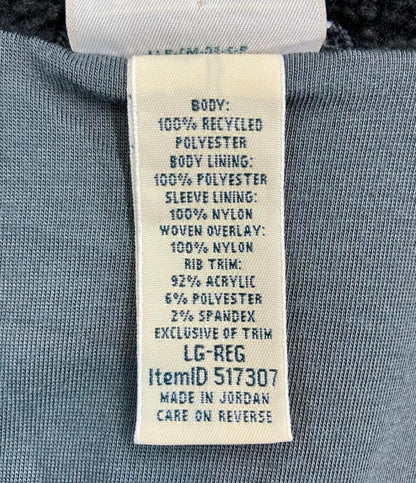 BODY:
100% RECYCLED
POLYESTER
BODY LINING:
100% POLYESTER
SLEEVE LINING:
100% NYLON
WOVEN OVERLAY:
100% NYLON
RIB TRIM:
92% ACRYLIC
6% POLYESTER
2% SPANDEX
EXCLUSIVE OF TRIM
LG-REG
ItemID 517307
MADE IN JORDAN
CARE ON REVERSE